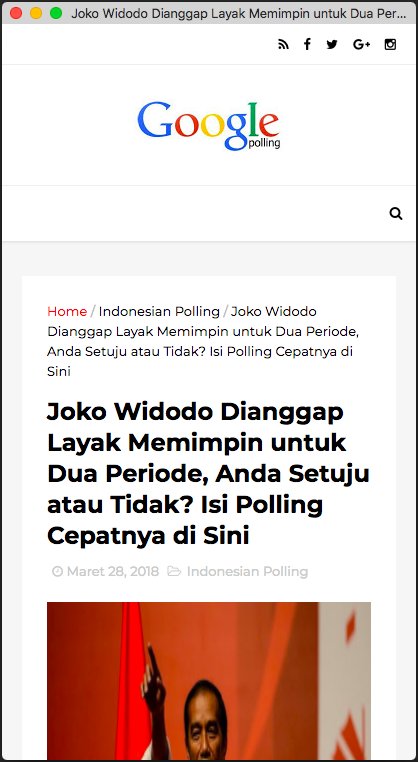 Joko Widodo Dianggap Layak Memimpin untuk Dua Per...
Google
polling
Home / Indonesian Polling / Joko Widodo
Dianggap Layak Memimpin untuk Dua Periode,
Anda Setuju atau Tidak? Isi Polling Cepatnya di
Sini
Joko Widodo Dianggap
Layak Memimpin untuk
Dua Periode, Anda Setuju
atau Tidak? Isi Polling
Cepatnya di Sini
Maret 28, 2018 Indonesian Polling